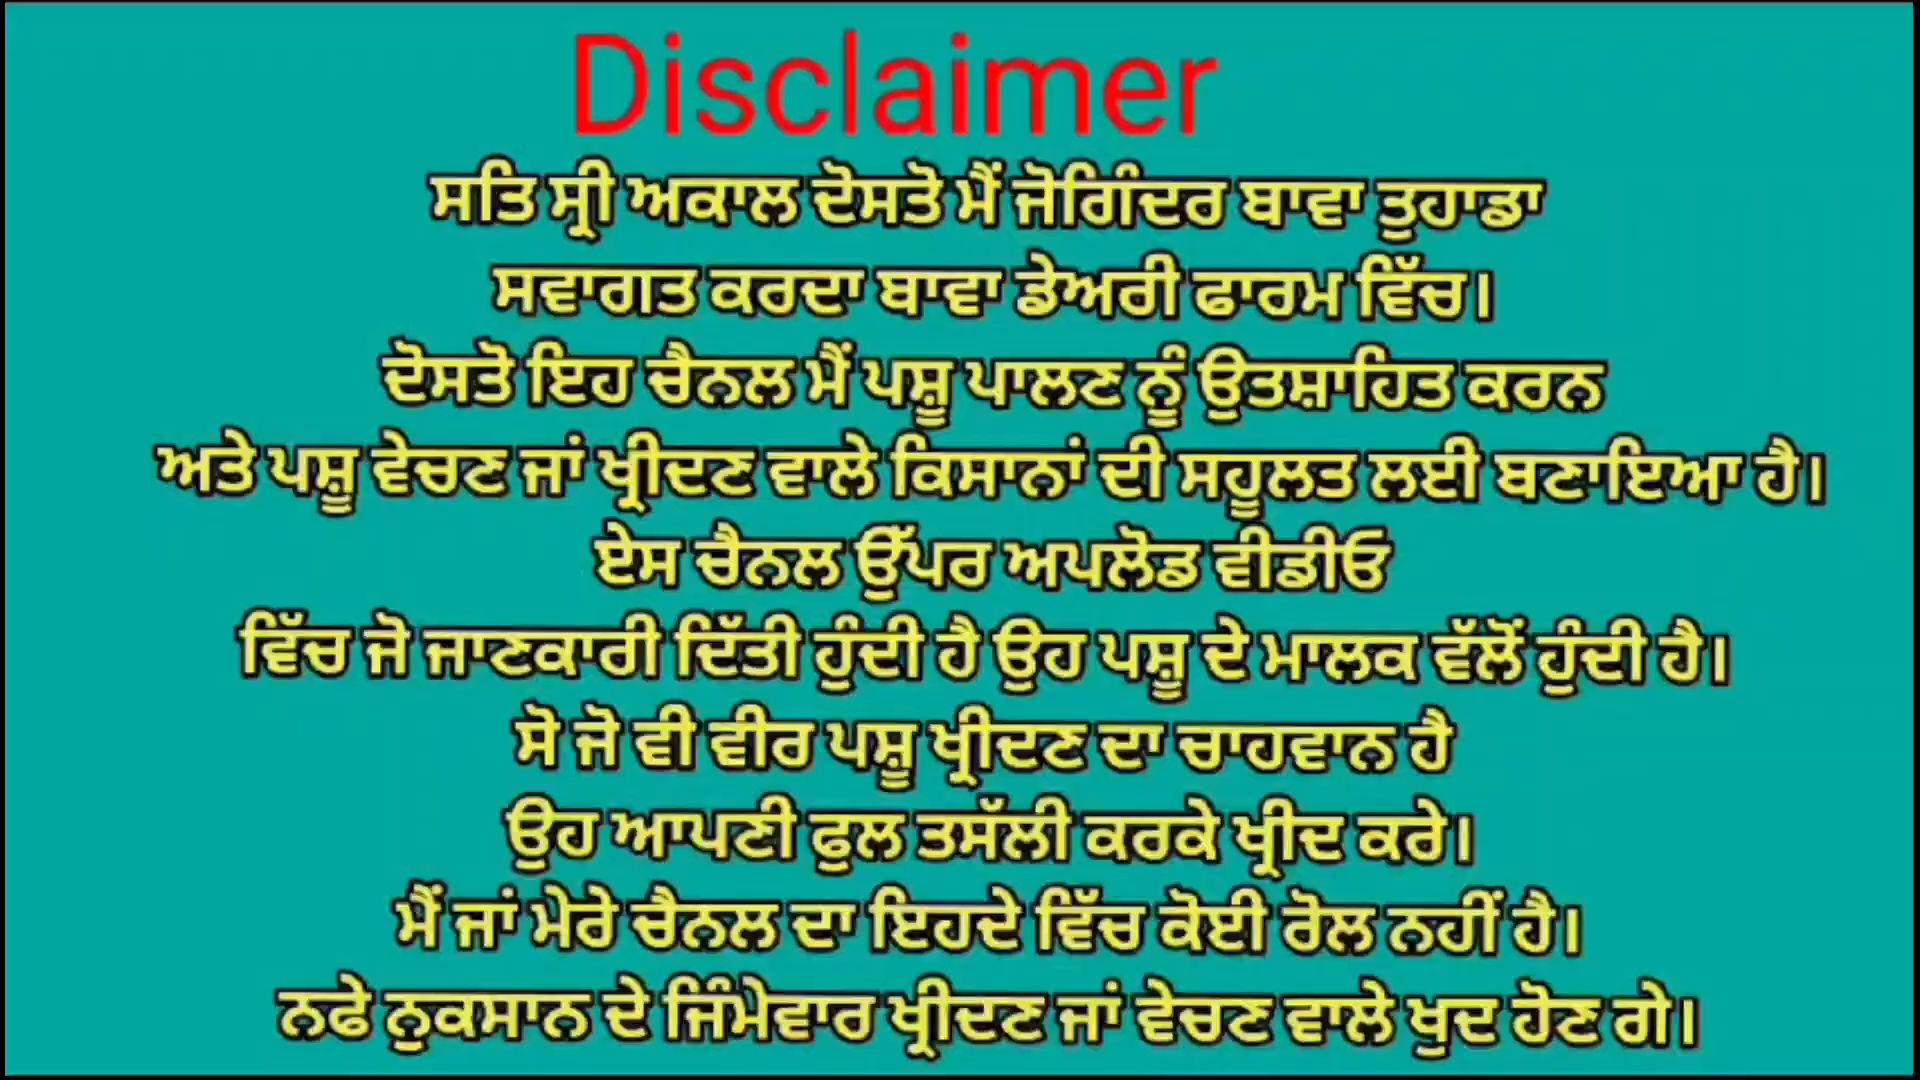 Disclaimer
ਸਤਿ ਸ੍ਰੀ ਅਕਾਲ ਦੋਸਤੋ ਮੈਂ ਜੋਗਿੰਦਰ ਬਾਵਾ ਤੁਹਾਡਾ
ਸਵਾਗਤ ਕਰਦਾ ਬਾਵਾ ਡੇਅਰੀ ਫਾਰਮ ਵਿੱਚ।
ਦੋਸਤੋ ਇਹ ਚੈਨਲ ਮੈਂ ਪਸ਼ੂ ਪਾਲਣ ਨੂੰ ਉਤਸ਼ਾਹਿਤ ਕਰਨ
ਅਤੇ ਪਸ਼ੂ ਵੇਚਣ ਜਾਂ ਖ੍ਰੀਦਣ ਵਾਲੇ ਕਿਸਾਨਾਂ ਦੀ ਸਹੂਲਤ ਲਈ ਬਣਾਇਆ ਹੈ।
ਏਸ ਚੈਨਲ ਉੱਪਰ ਅਪਲੋਡ ਵੀਡੀਓ
ਵਿੱਚ ਜੋ ਜਾਣਕਾਰੀ ਦਿੱਤੀ ਹੁੰਦੀ ਹੈ ਉਹ ਪਸ਼ੂ ਦੇ ਮਾਲਕ ਵੱਲੋਂ ਹੁੰਦੀ ਹੈ।
ਸੋ ਜੋ ਵੀ ਵੀਰ ਪਸ਼ੂ ਖ੍ਰੀਦਣ ਦਾ ਚਾਹਵਾਨ ਹੈ
ਉਹ ਆਪਣੀ ਫੁਲ ਤਸੱਲੀ ਕਰਕੇ ਖ੍ਰੀਦ ਕਰੇ।
ਮੈਂ ਜਾਂ ਮੇਰੇ ਚੈਨਲ ਦਾ ਇਹਦੇ ਵਿੱਚ ਕੋਈ ਰੋਲ ਨਹੀਂ ਹੈ।
ਨਫੇ ਨੁਕਸਾਨ ਦੇ ਜਿੰਮੇਵਾਰ ਖ੍ਰੀਦਣ ਜਾਂ ਵੇਚਣ ਵਾਲੇ ਖੁਦ ਹੋਣ ਗੇ।